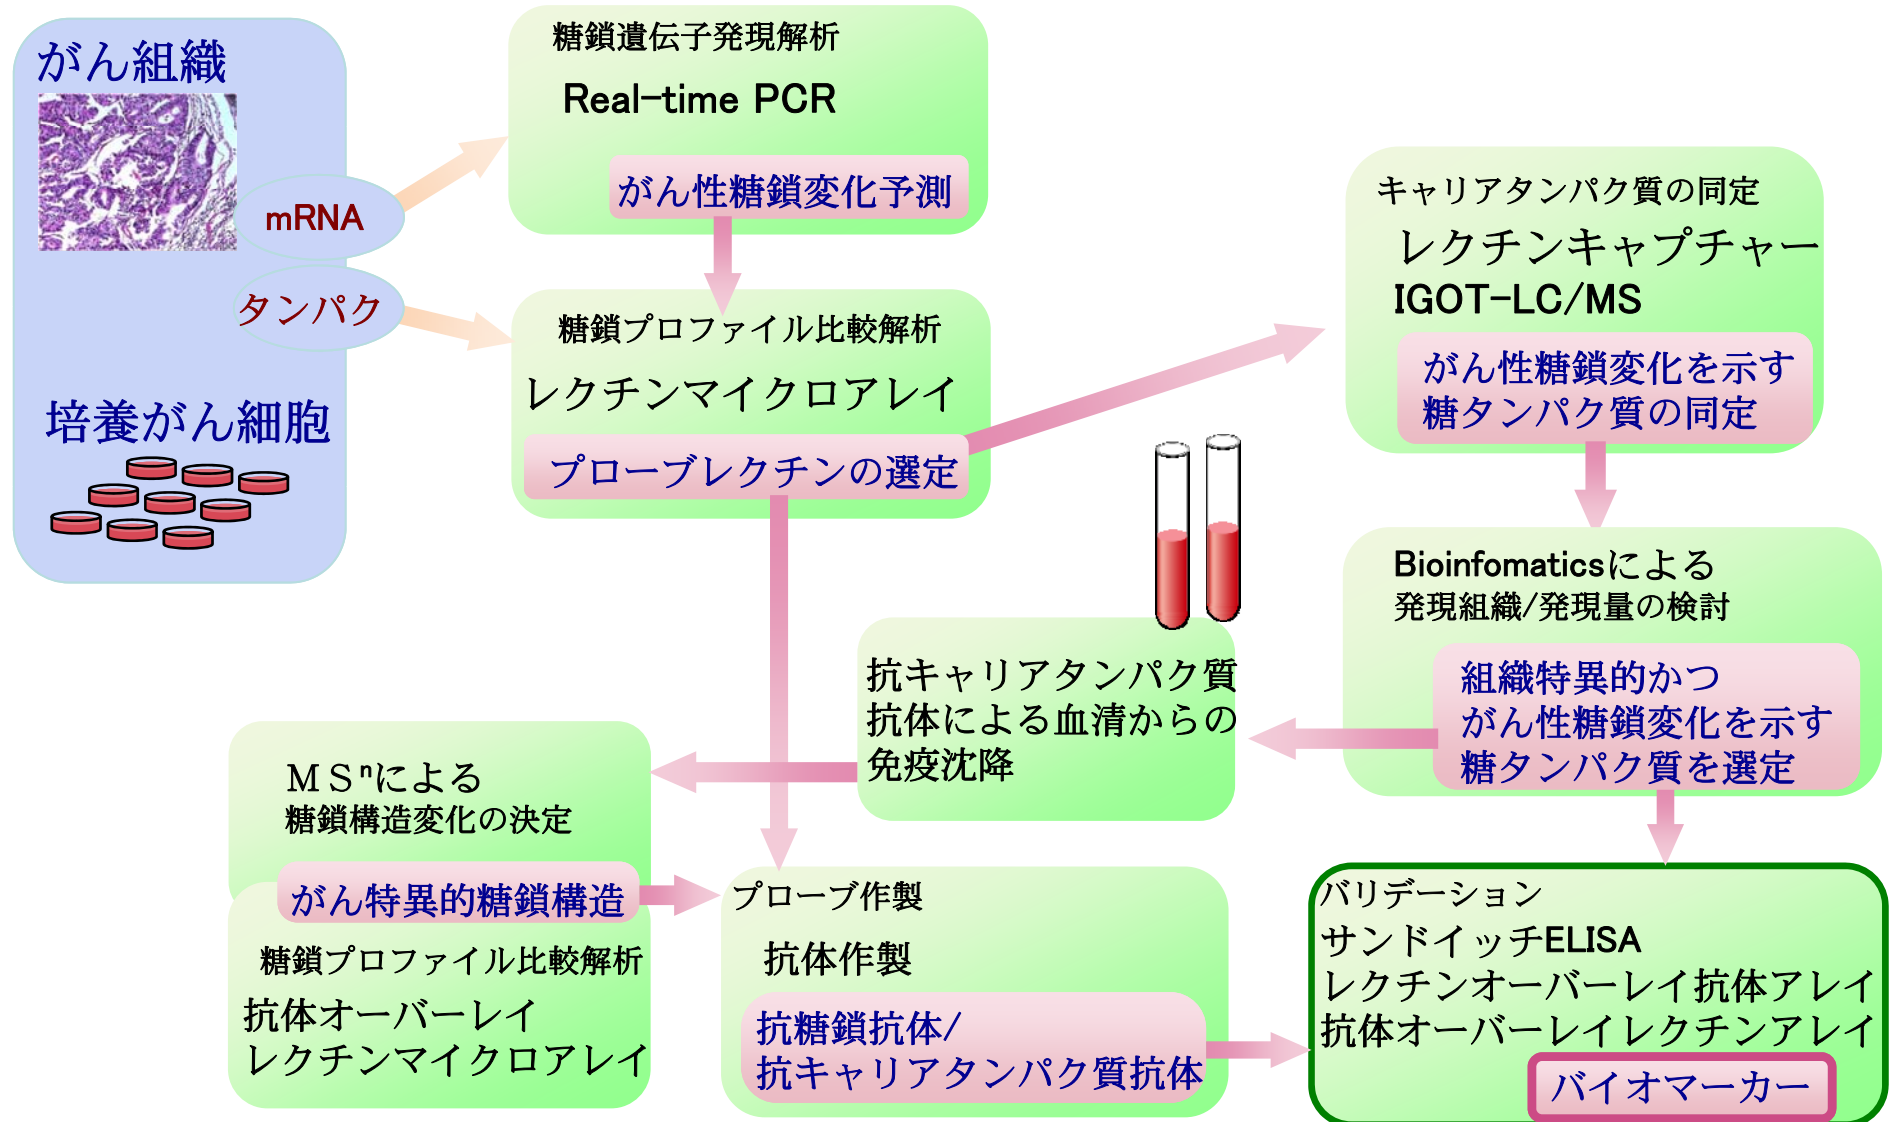 がん組織
mRNA
タンパク
培養がん細胞
糖鎖遺伝子発現解析
Real-time PCR
がん性糖鎖変化予測
糖鎖プロファイル比較解析
レクチンマイクロアレイ
プローブレクチンの選定
キャリアタンパク質の同定
レクチンキャプチャー
IGOT-LC/MS
がん性糖鎖変化を示す
糖タンパク質の同定
Bioinfomaticsによる
発現組織/発現量の検討
組織特異的かつ
がん性糖鎖変化を示す
糖タンパク質を選定
抗キャリアタンパク質
抗体による血清からの
免疫沈降
ＭＳⁿによる
糖鎖構造変化の決定
がん特異的糖鎖構造
糖鎖プロファイル比較解析
抗体オーバーレイ
レクチンマイクロアレイ
プローブ作製
抗体作製
抗糖鎖抗体/
抗キャリアタンパク質抗体
バリデーション
サンドイッチELISA
レクチンオーバーレイ抗体アレイ
抗体オーバーレイレクチンアレイ
バイオマーカー